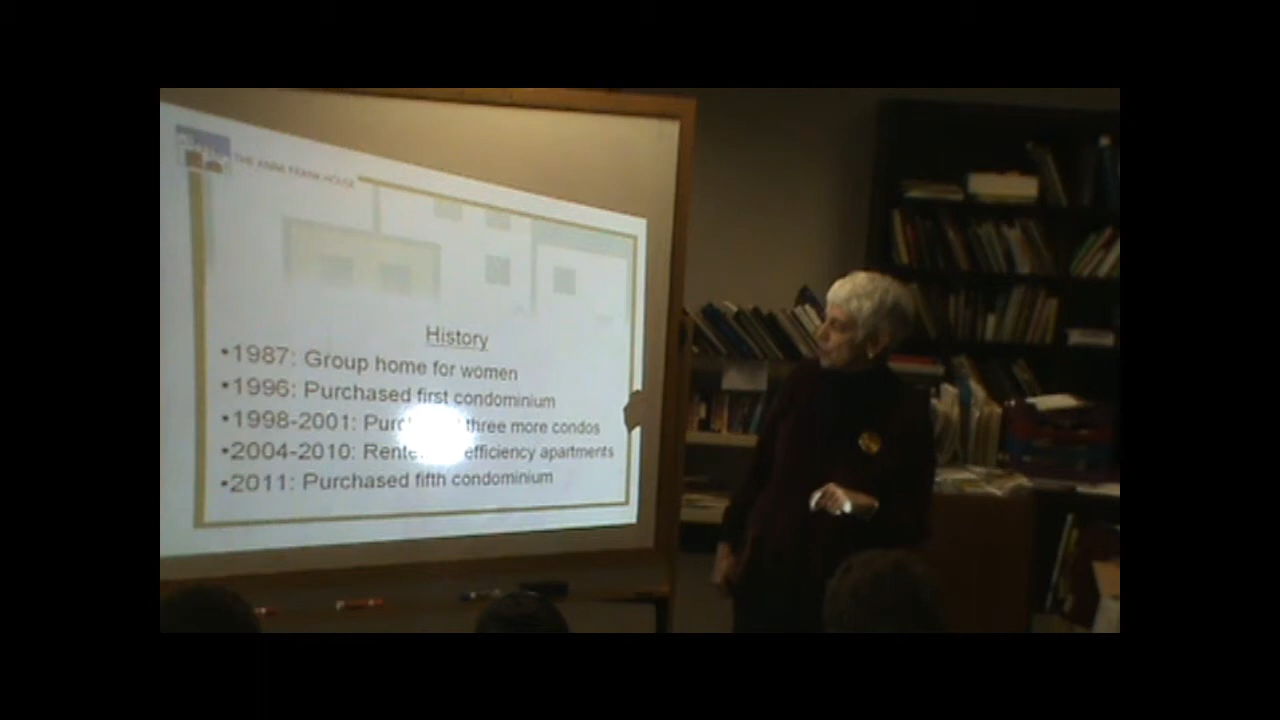 THE ANNE FRANK HOUSE
History
•1987: Group home for women
•1996: Purchased first condominium
•1998-2001: three more condos
•2004-2010: efficiency apartments
•2011: Purchased fifth condominium